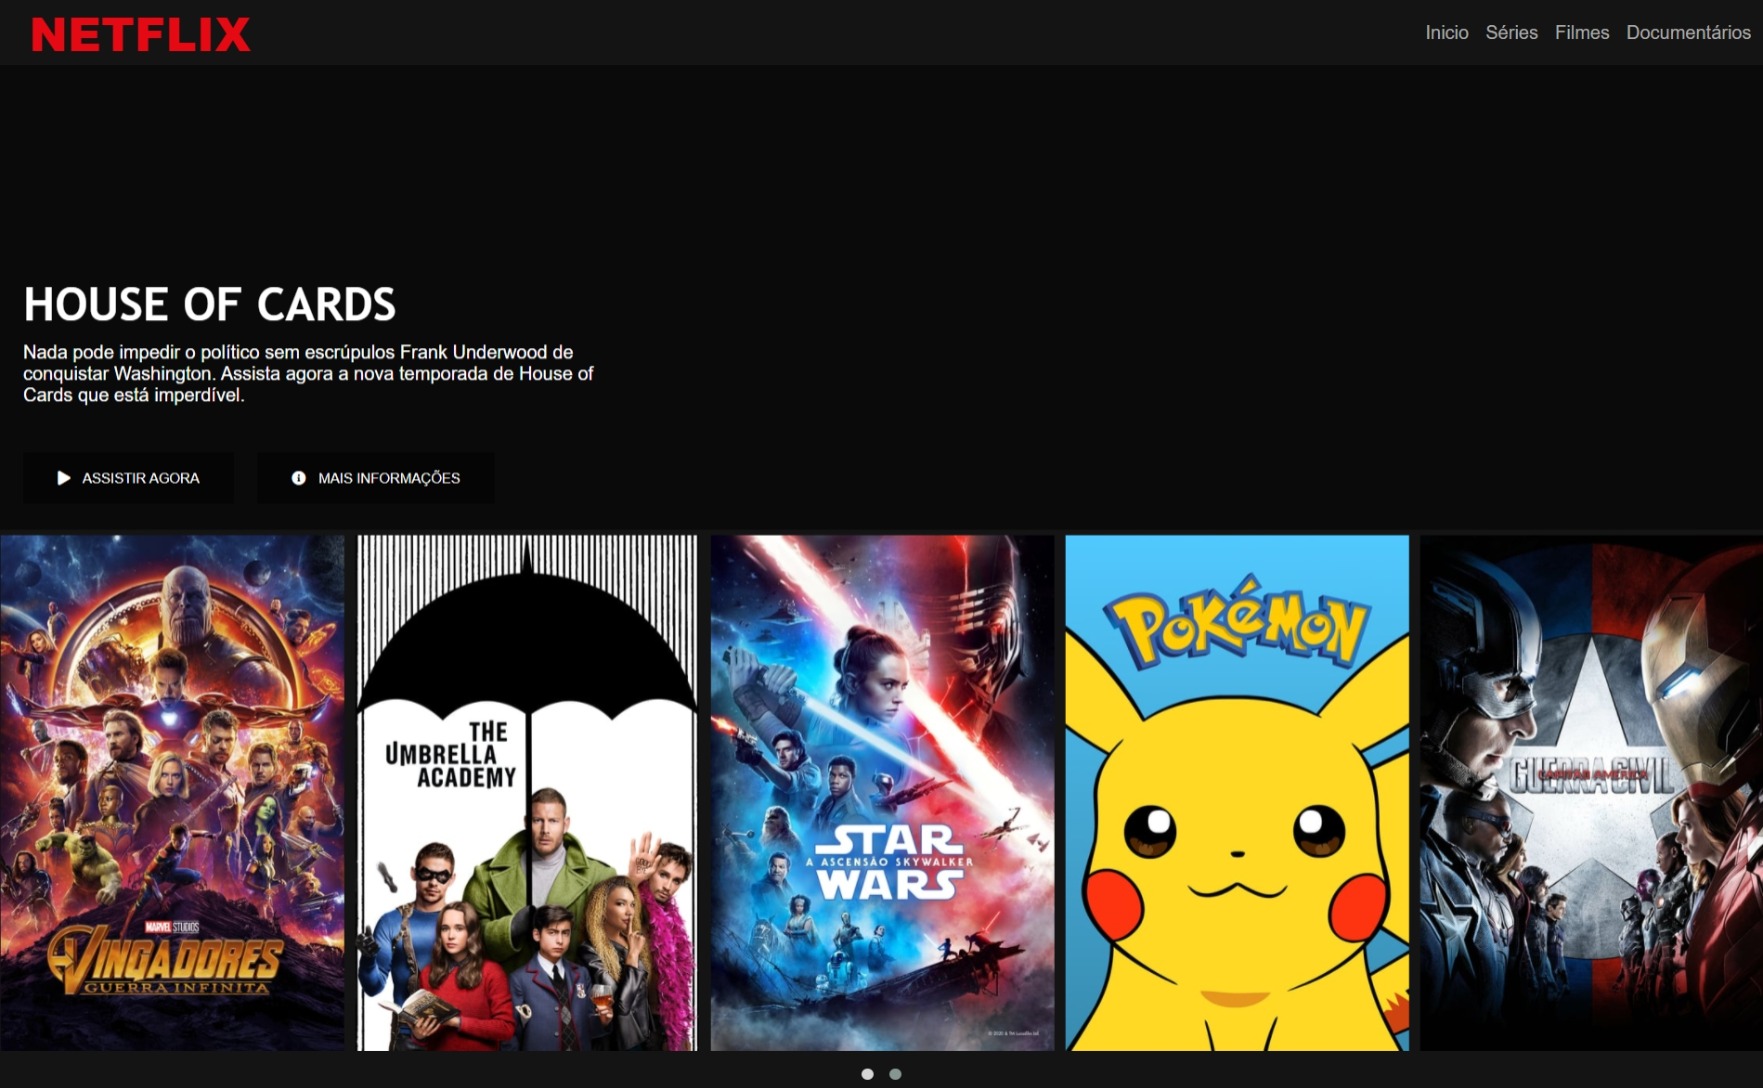 NETFLIX
Inicio Séries Filmes Documentários
HOUSE OF CARDS
Nada pode impedir o político sem escrúpulos Frank Underwood de
conquistar Washington. Assista agora a nova temporada de House of
Cards que está imperdível.
ASSISTIR AGORA
MAIS INFORMAÇÕES
MARVEL STUDIOS
VINGADORES
GUERRA INFINITA
THE
UMBRELLA
ACADEMY
STAR
A ASCENSÃO SKYWALKER
WARS
POKéMON
GUERRA CIVIL
CAPITÃO AMÉRICA